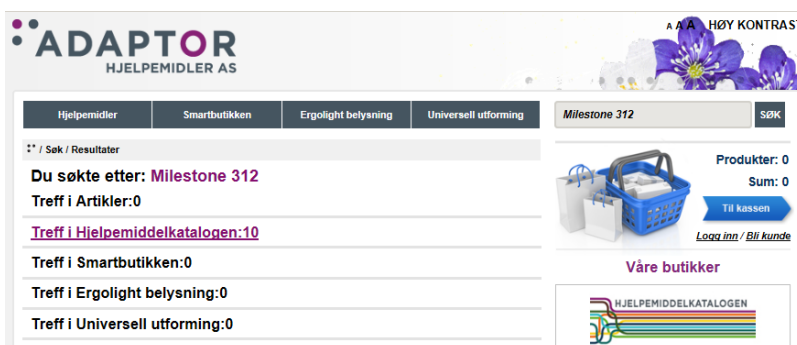 ADAPTOR
HJELPEMIDLER AS
A A A HØY KONTRAST
Hjelpemidler Smartbutikken Ergolight belysning Universell utforming
Milestone 312 SØK
/ Søk / Resultater
Du søkte etter: Milestone 312
Treff i Artikler:0
Treff i Hjelpemiddelkatalogen:10
Treff i Smartbutikken:0
Treff i Ergolight belysning:0
Treff i Universell utforming:0
Produkter: 0
Sum: 0
Til kassen
Logg inn / Bli kunde
Våre butikker
HJELPEMIDDELKATALOGEN